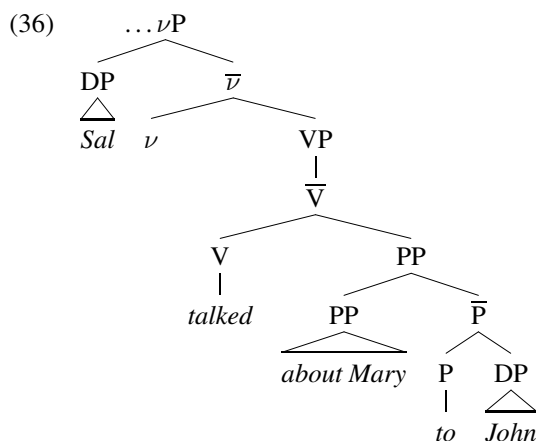 (36) …νP
DP ν̅
Sal ν VP
V̅
V PP
talked PP P̅
about Mary P DP
to John